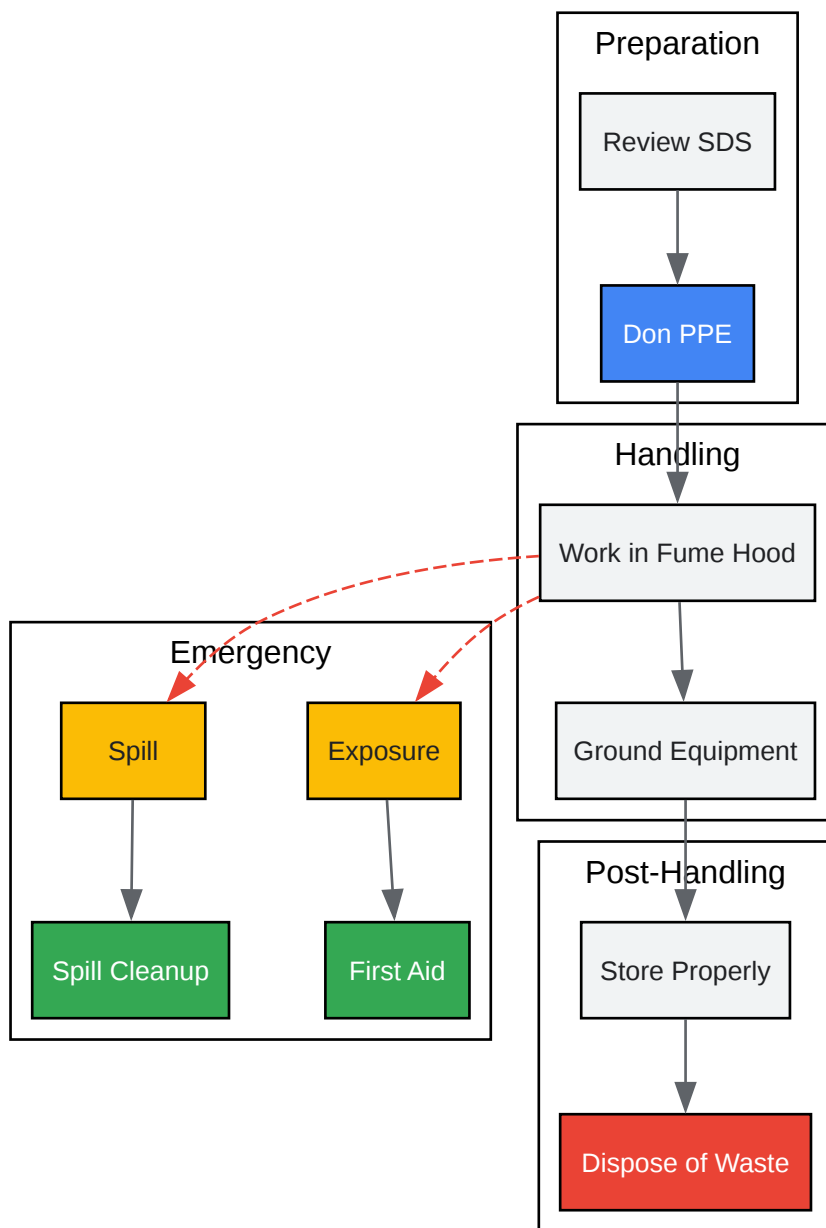 Preparation
Review SDS
Don PPE
Handling
Work in Fume Hood
Ground Equipment
Emergency
Spill
Exposure
Spill Cleanup
First Aid
Post-Handling
Store Properly
Dispose of Waste